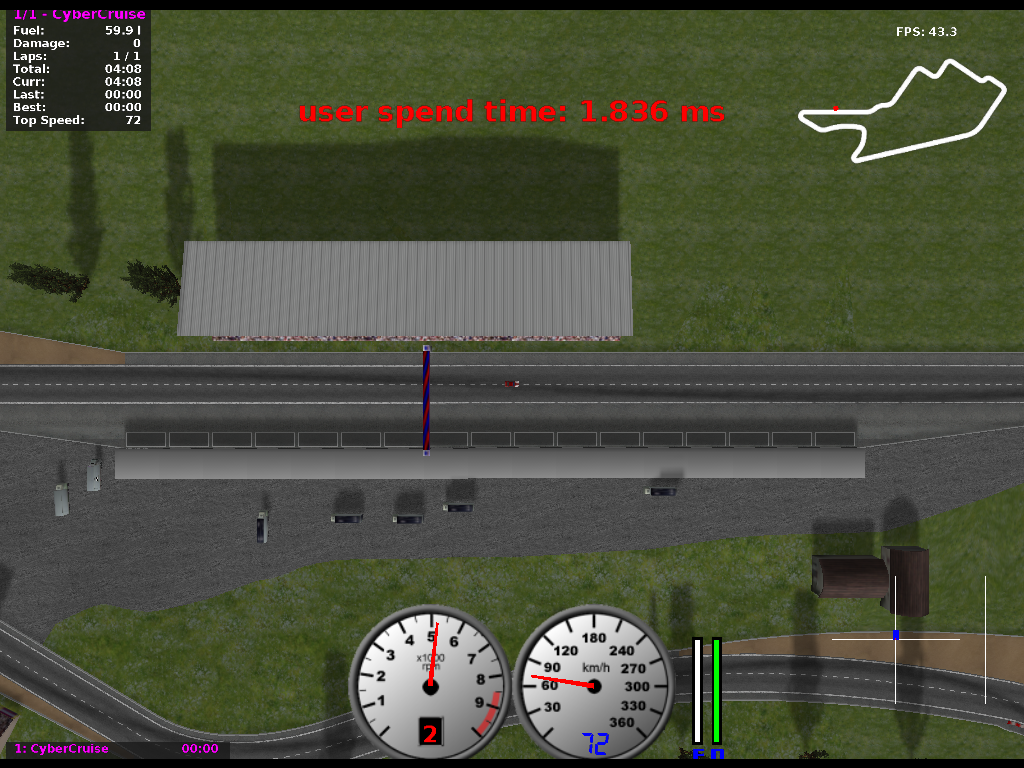 1/1 - CyberCruise
Fuel: 59.9 l
Damage: 0
Laps: 1 / 1
Total: 04:08
Curr: 04:08
Last: 00:00
Best: 00:00
Top Speed: 72
FPS: 43.3
user spend time: 1.836 ms
1 2 3 4 5 6 7 8 9
x1000
rpm
2
30 60 90 120 180 240 270 300 330 360
km/h
72
1: CyberCruise 00:00